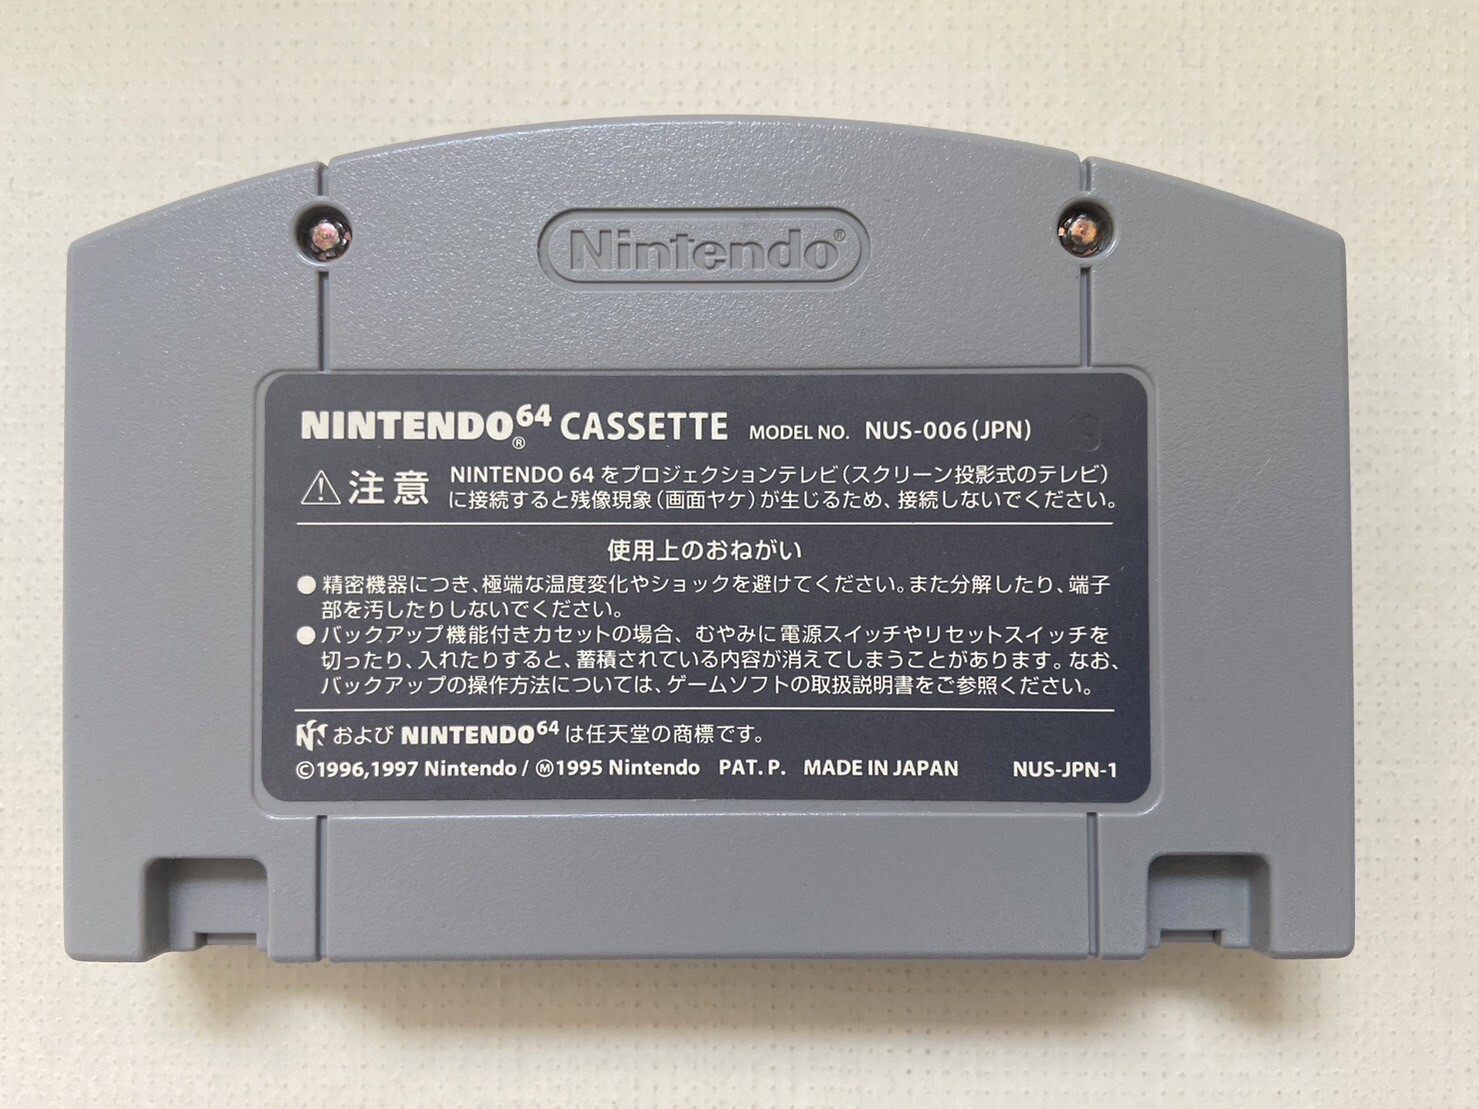 Nintendo®
NINTENDO®64 CASSETTE MODEL NO. NUS-006(JPN)
⚠注意 NINTENDO 64 をプロジェクションテレビ(スクリーン投影式のテレビ)
に接続すると残像現象(画面ヤケ)が生じるため、接続しないでください。
使用上のおねがい
●精密機器につき、極端な温度変化やショックを避けてください。また分解したり、端子
部を汚したりしないでください。
●バックアップ機能付きカセットの場合、むやみに電源スイッチやリセットスイッチを
切ったり、入れたりすると、蓄積されている内容が消えてしまうことがあります。なお、
バックアップの操作方法については、ゲームソフトの取扱説明書をご参照ください。
および NINTENDO64 は任天堂の商標です。
©1996,1997 Nintendo / Ⓜ1995 Nintendo PAT. P. MADE IN JAPAN NUS-JPN-1